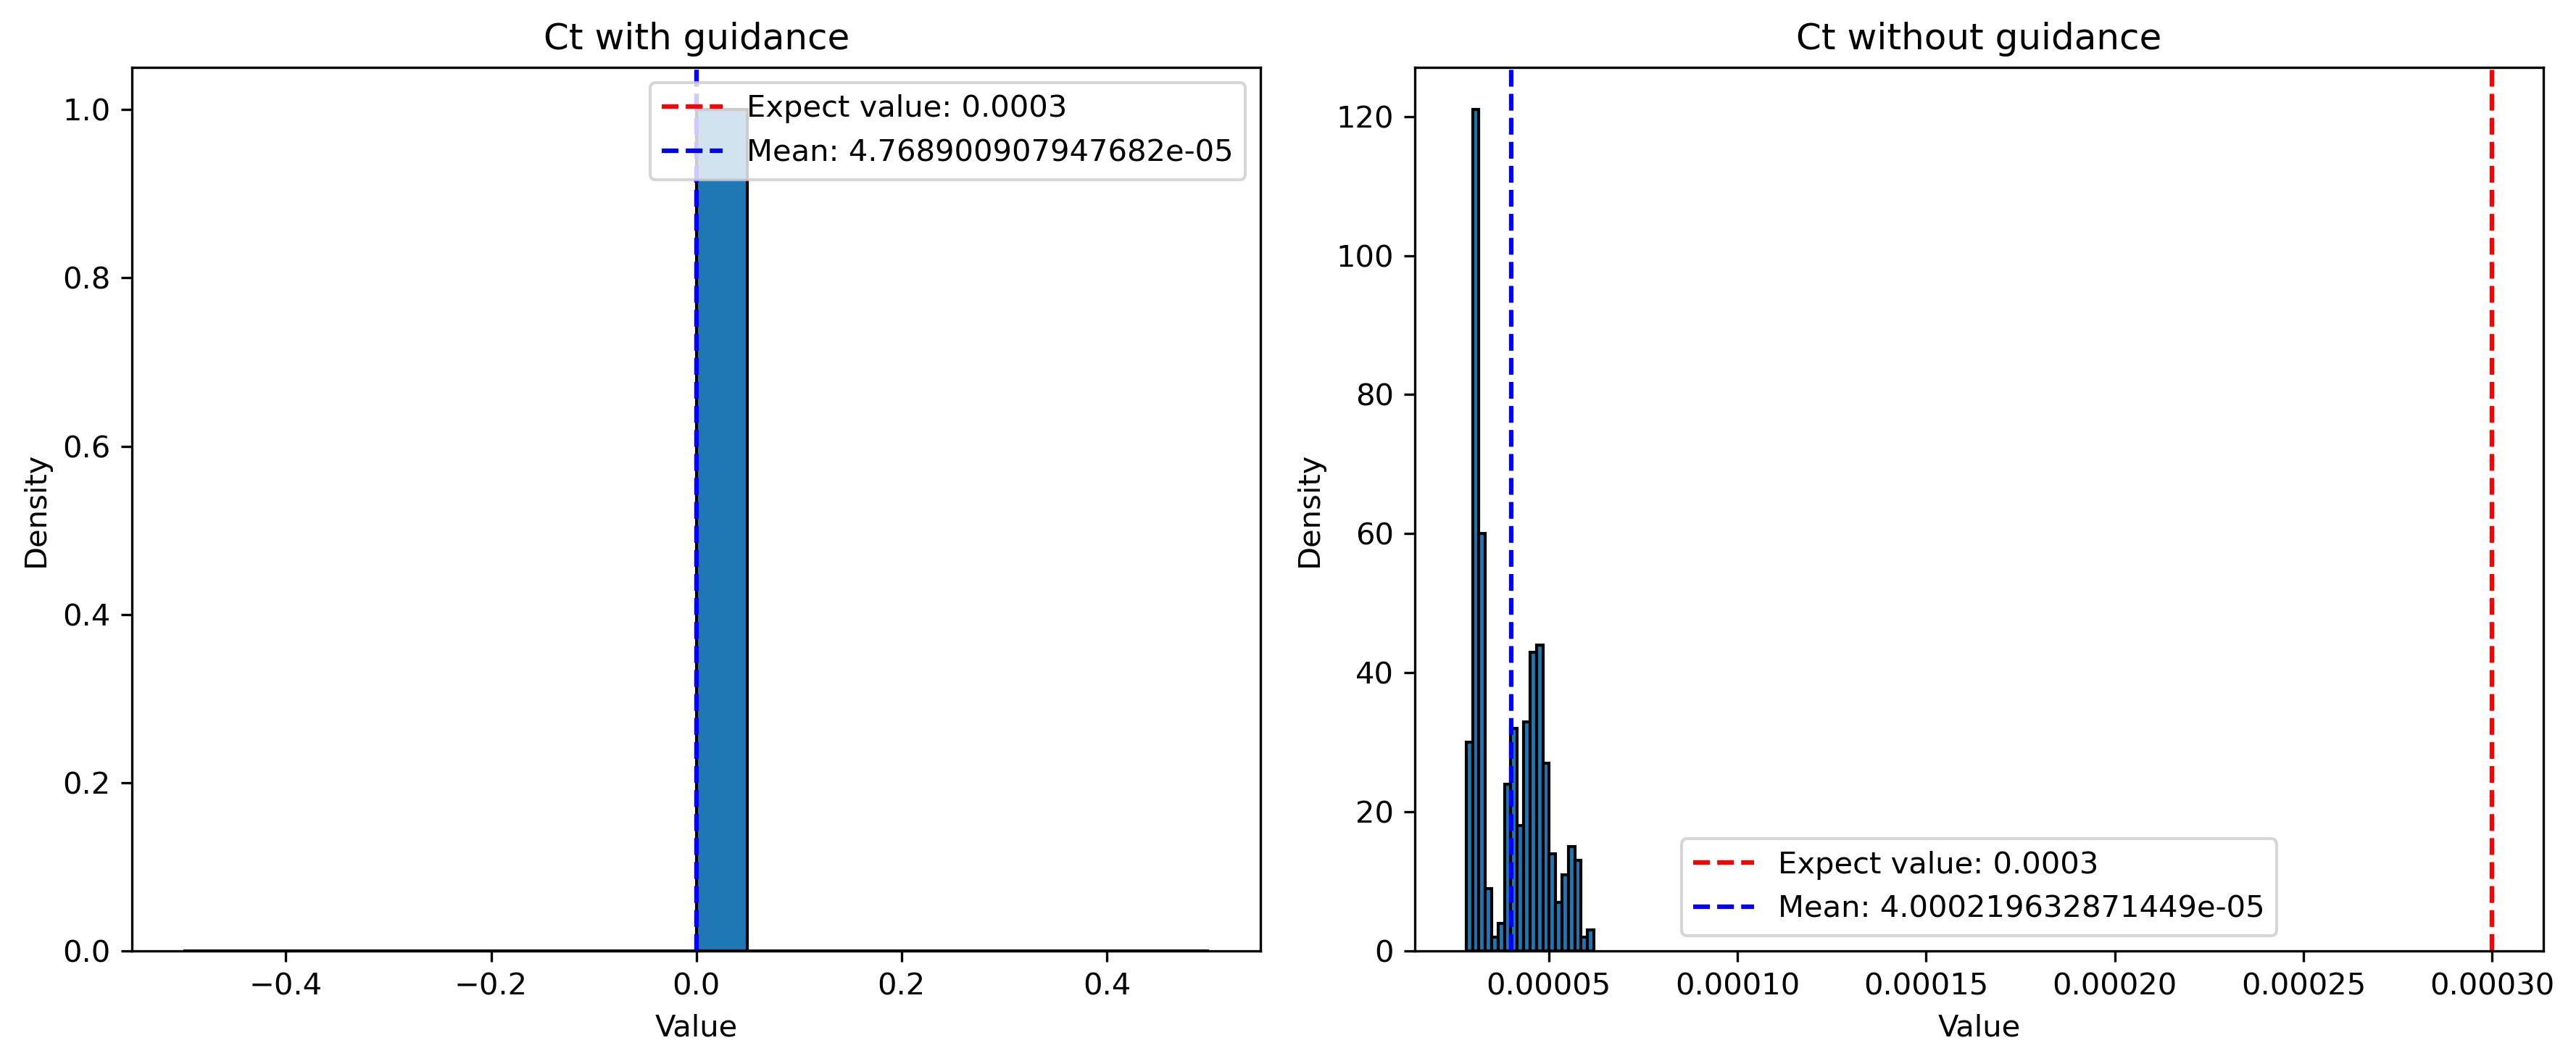 Ct with guidance
Density
1.0
0.8
0.6
0.4
0.2
0.0
Expect value: 0.0003
Mean: 4.768900907947682e-05
−0.4
−0.2
0.0
0.2
0.4
Value
Ct without guidance
Density
120
100
80
60
40
20
0
Expect value: 0.0003
Mean: 4.000219632871449e-05
0.00005
0.00010
0.00015
0.00020
0.00025
0.00030
Value